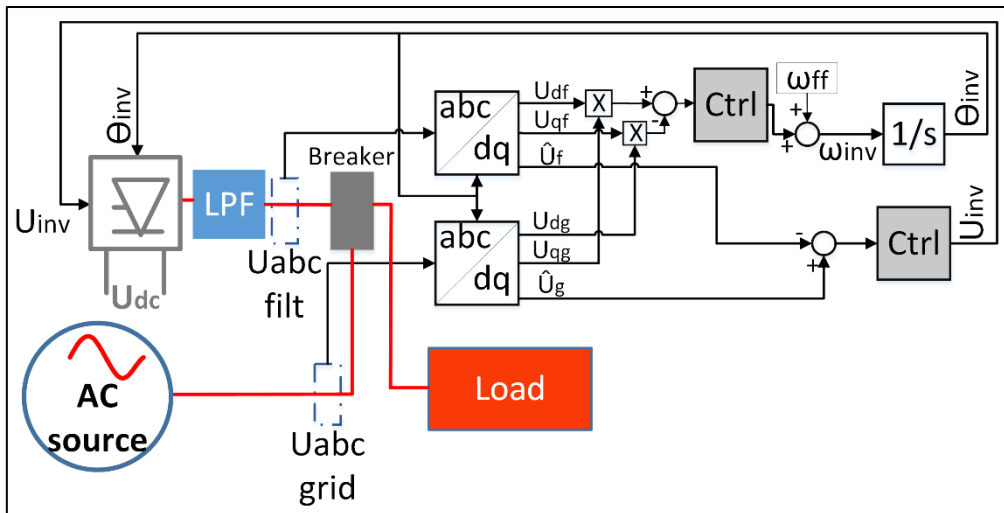 Θinv
abc
dq
Udf
Uqf
Ûf
X
X
+
-
Ctrl
ωff
+
+
ωinv
1/s
Θinv
Breaker
LPF
Uinv
Udc
Uabc
filt
abc
dq
Udg
Uqg
Ûg
-
+
Ctrl
Uinv
AC
source
Uabc
grid
Load